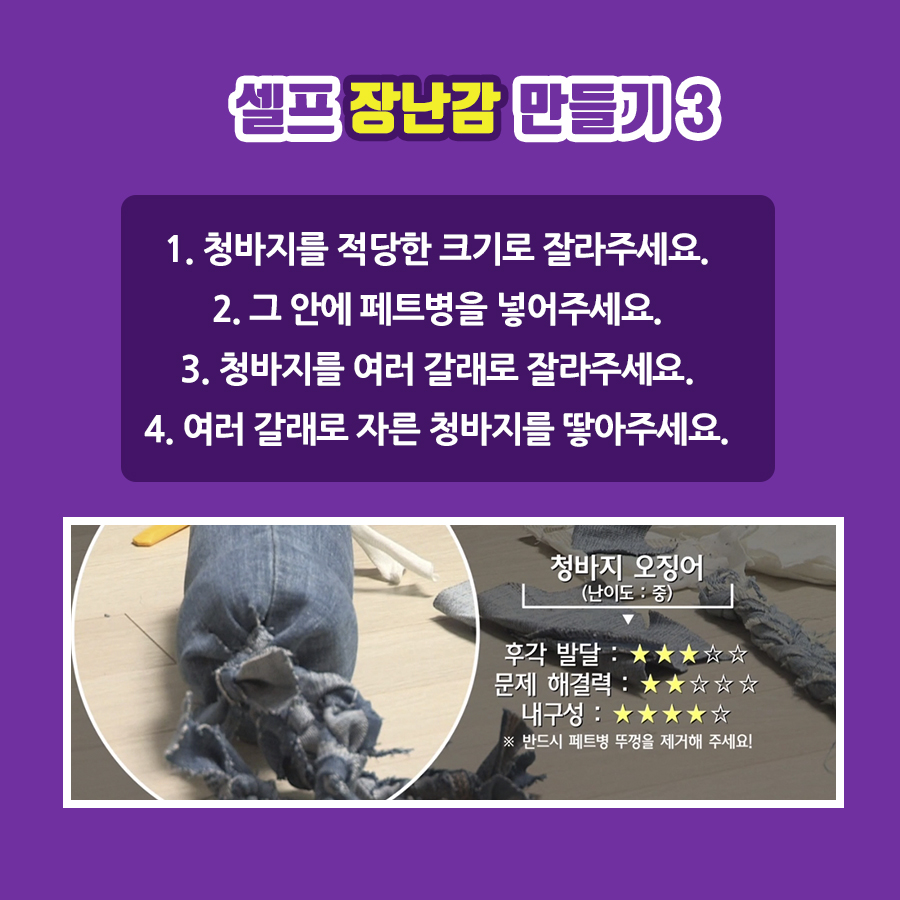 셀프 장난감 만들기 3
1. 청바지를 적당한 크기로 잘라주세요.
2. 그 안에 페트병을 넣어주세요.
3. 청바지를 여러 갈래로 잘라주세요.
4. 여러 갈래로 자른 청바지를 땋아주세요.
청바지 오징어
(난이도 : 중)
후각 발달 : ★★★☆☆
문제 해결력 : ★★☆☆☆
내구성 : ★★★★☆
※ 반드시 페트병 뚜껑을 제거해 주세요!